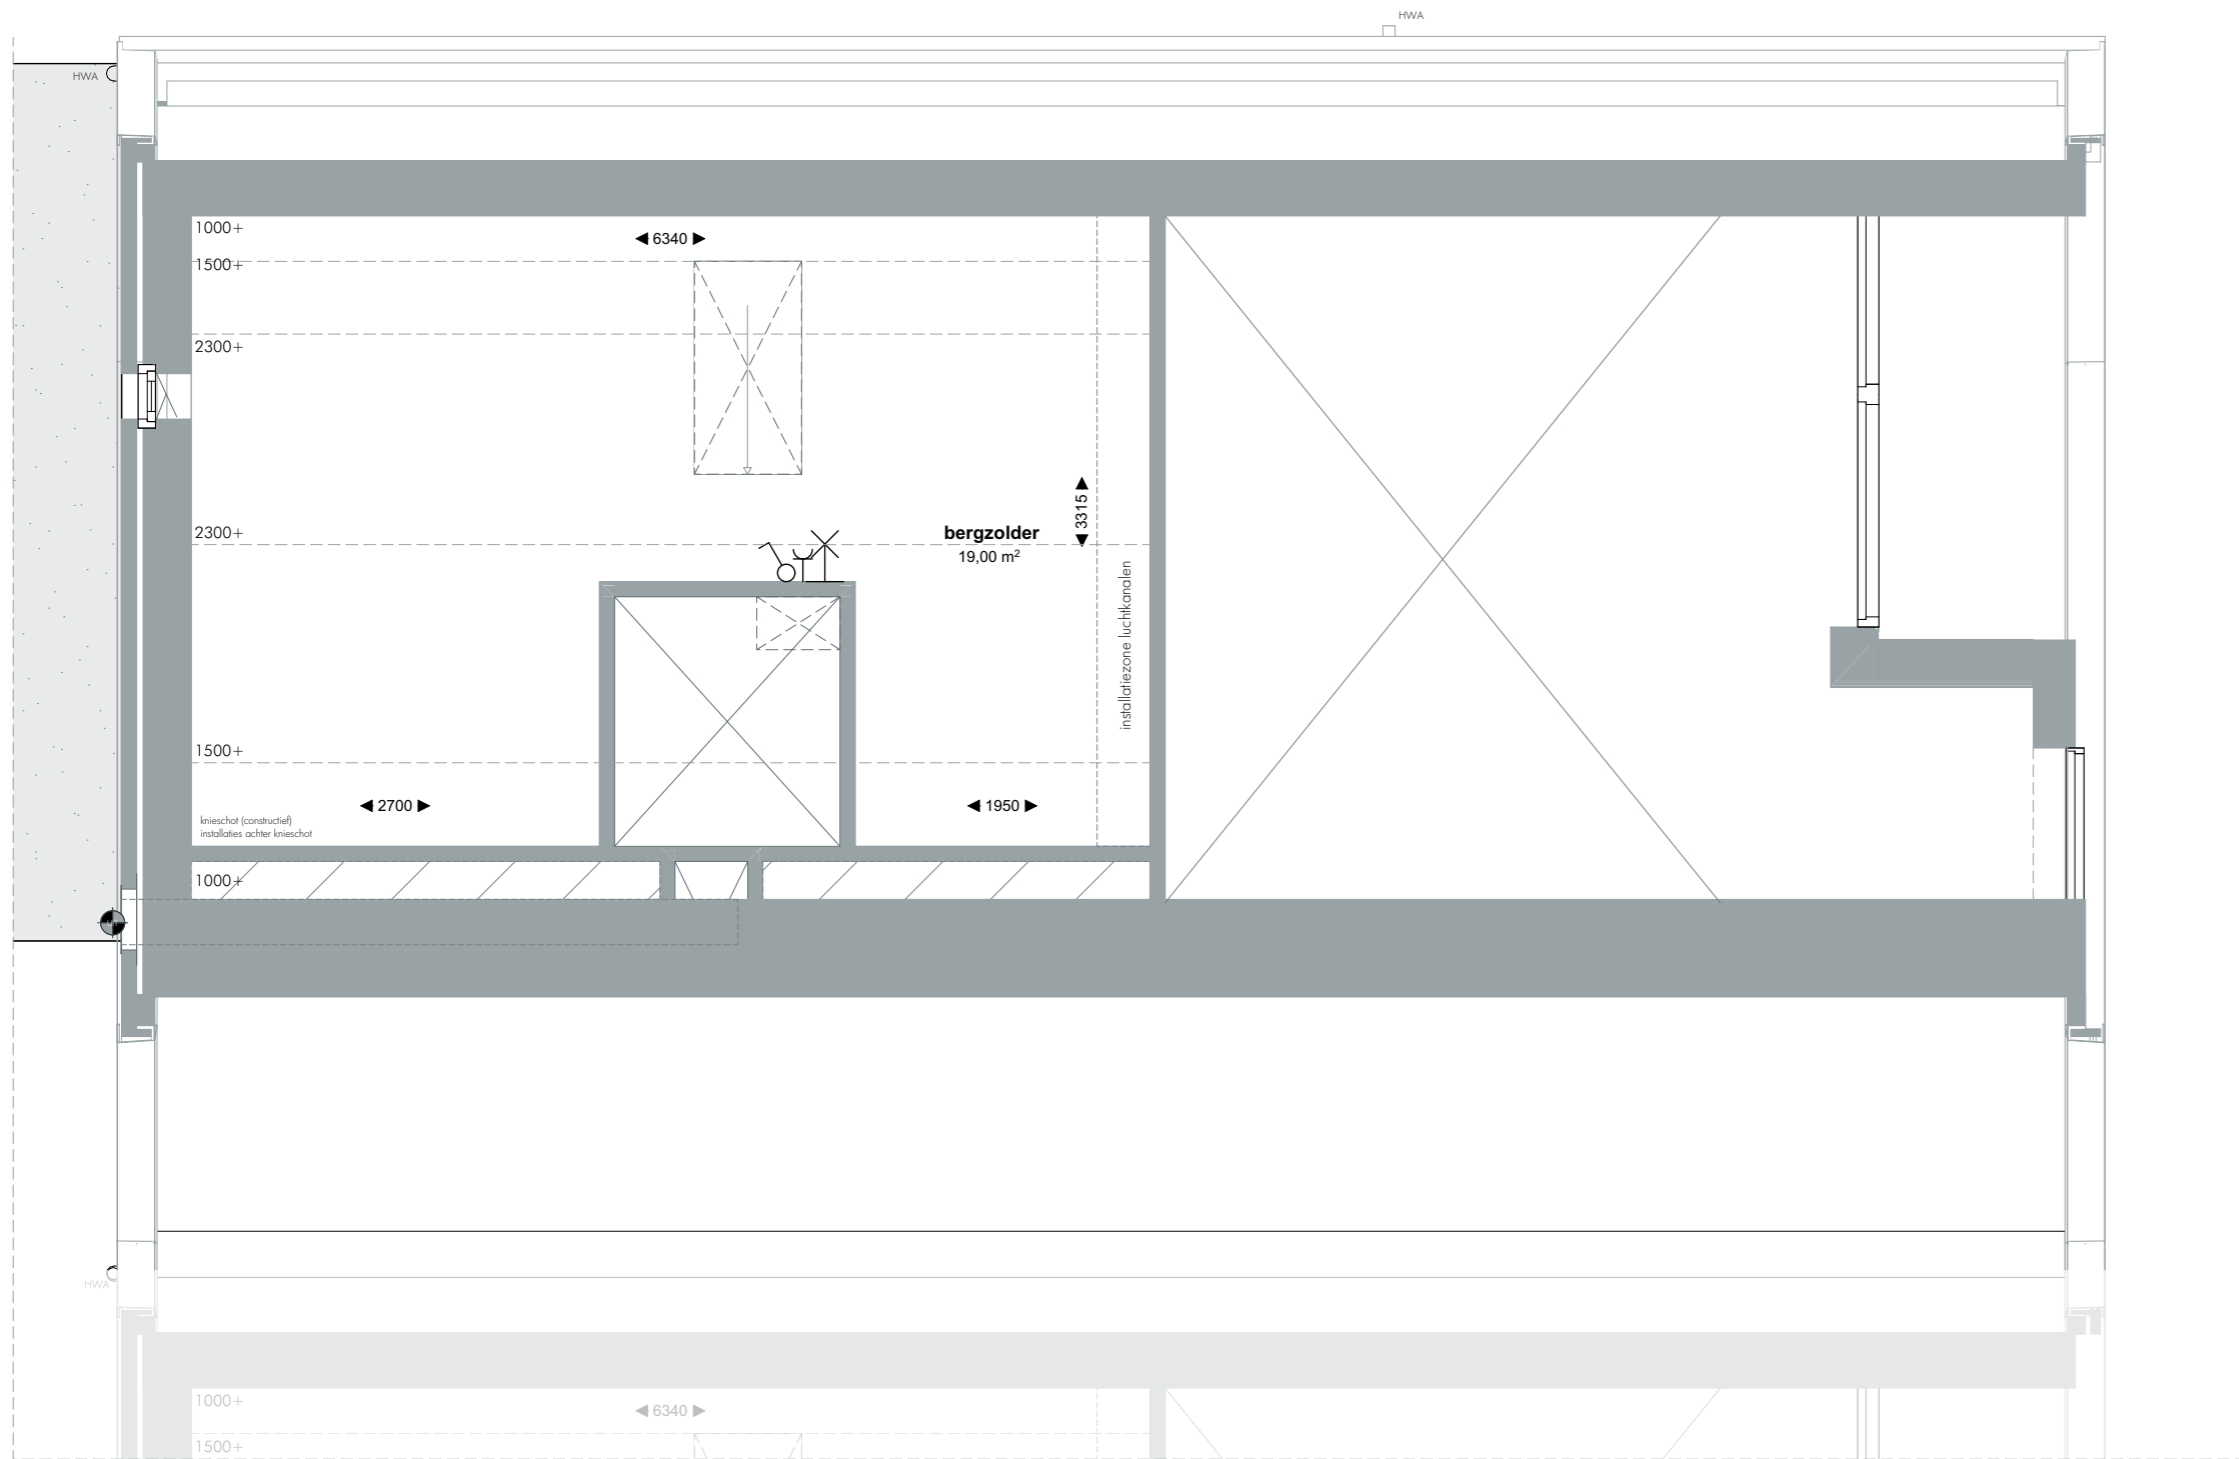 HWA
HWA
1000+
6340
1500+
2300+
2300+
bergzolder
19,00 m²
3315
installatiezone luchtkanalen
1500+
2700
1950
knieschot (constructief)
installaties achter knieschot
1000+
HWA
1000+
6340
1500+